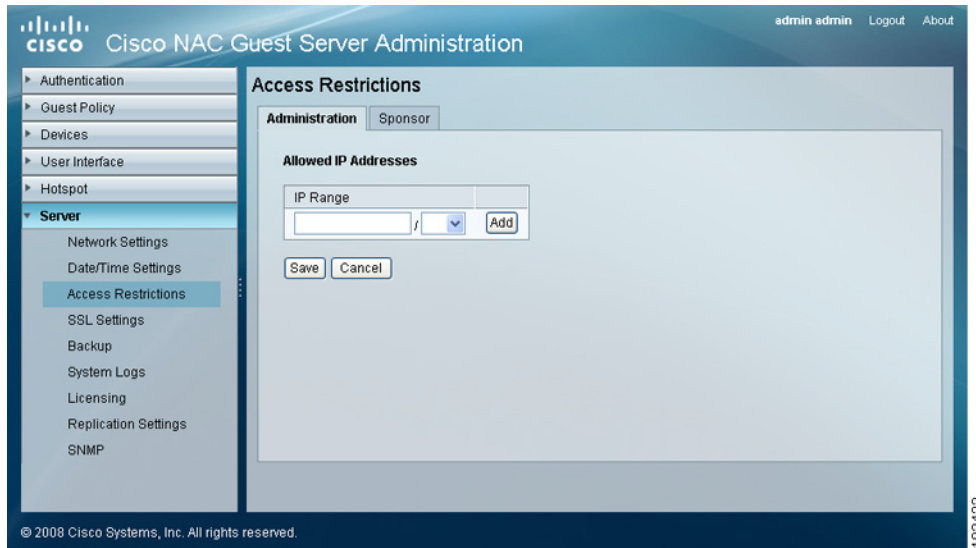 admin admin Logout About
CISCO Cisco NAC Guest Server Administration
Authentication
Guest Policy
Devices
User Interface
Hotspot
Server
Network Settings
Date/Time Settings
Access Restrictions
SSL Settings
Backup
System Logs
Licensing
Replication Settings
SNMP
Access Restrictions
Administration Sponsor
Allowed IP Addresses
IP Range
/ Add
Save Cancel
© 2008 Cisco Systems, Inc. All rights reserved.